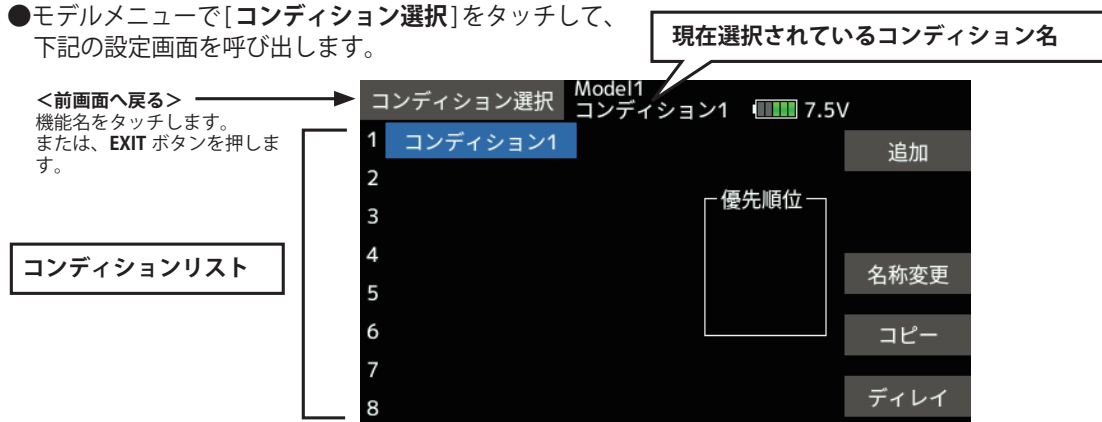 ●モデルメニューで[コンディション選択]をタッチして、
下記の設定画面を呼び出します。
現在選択されているコンディション名
<前画面へ戻る>
機能名をタッチします。
または、EXIT ボタンを押しま
す。
コンディションリスト
コンディション選択
Model1
コンディション1
7.5V
1 コンディション1
2
3
4
5
6
7
8
優先順位
追加
名称変更
コピー
ディレイ